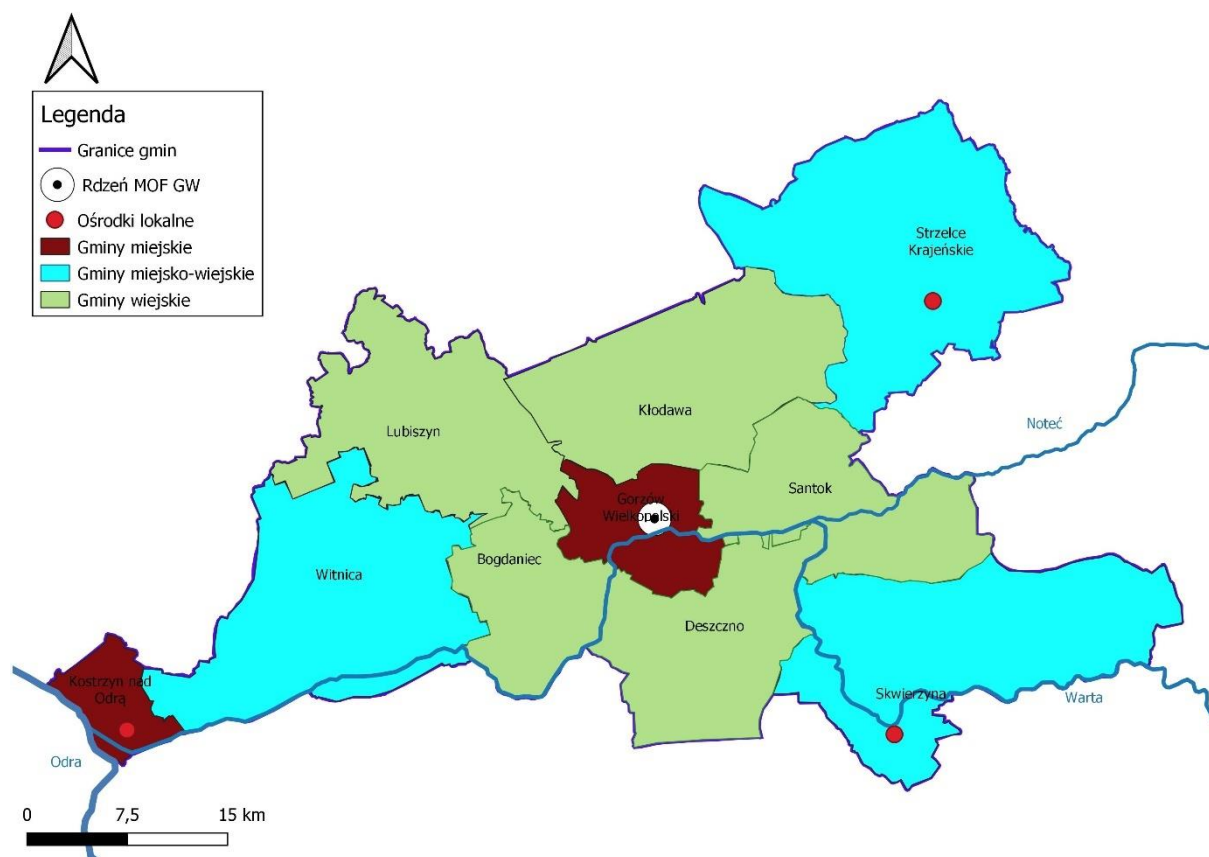 Legenda
Granice gmin
Rdzeń MOF GW
Ośrodki lokalne
Gminy miejskie
Gminy miejsko-wiejskie
Gminy wiejskie
Strzelce
Krajeńskie
Kłodawa
Noteć
Lubiszyn
Santok
Gorzów
Wielkopolski
Bogdaniec
Witnica
Deszczno
Kostrzyn nad
Odrą
Skwierzyna
Warta
Odra
0 7,5 15 km